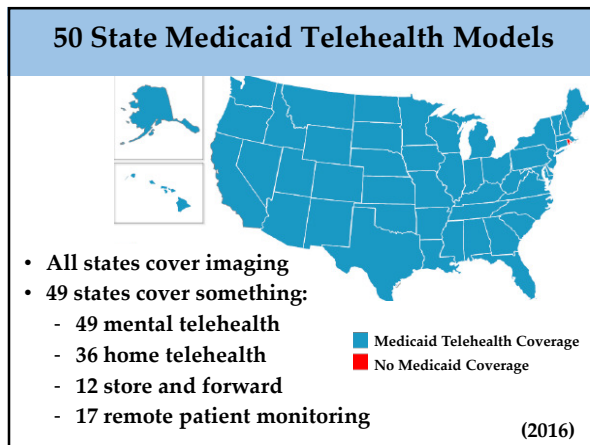 50 State Medicaid Telehealth Models
• All states cover imaging
• 49 states cover something:
- 49 mental telehealth
- 36 home telehealth
- 12 store and forward
- 17 remote patient monitoring
Medicaid Telehealth Coverage
No Medicaid Coverage
(2016)